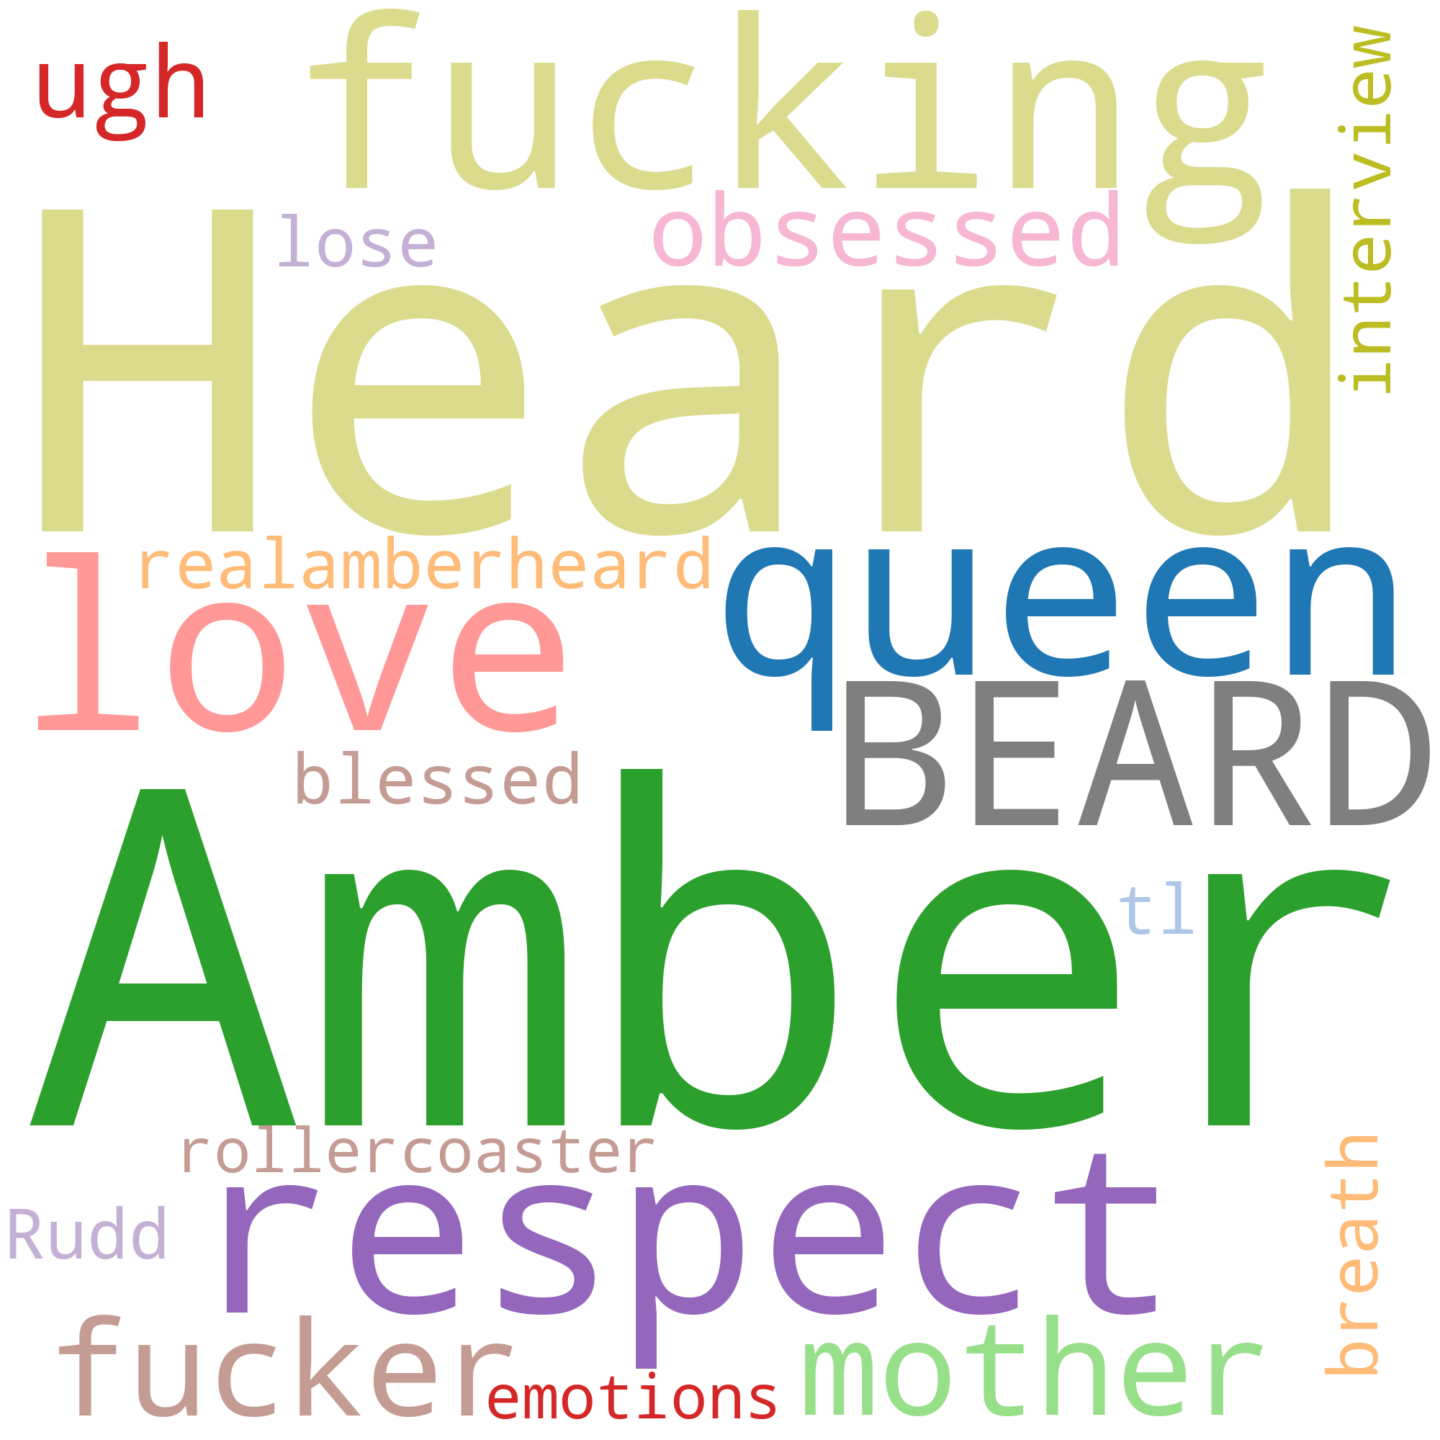 ugh
fucking
interview
lose
obsessed
Heard
realamberheard
love
queen
BEARD
blessed
Amber
tl
rollercoaster
respect
Rudd
breath
fucker
emotions
mother